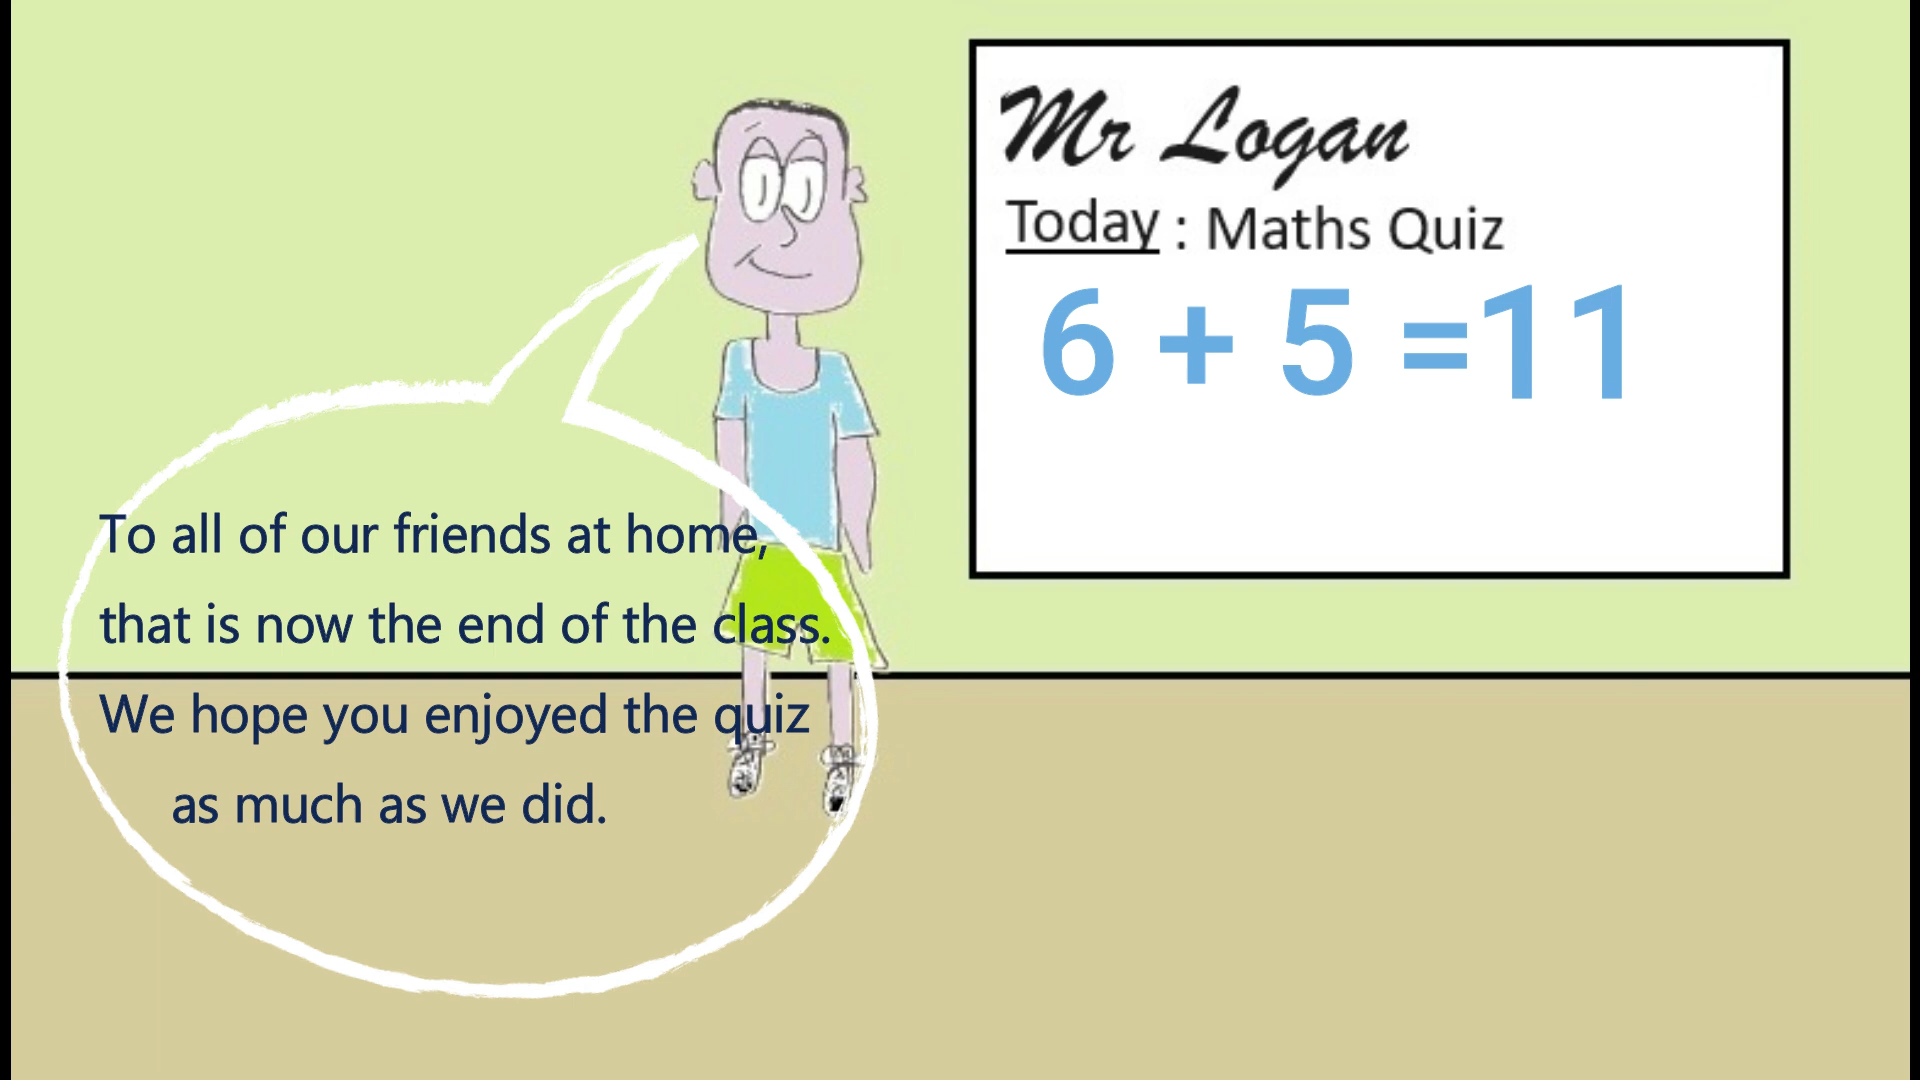 Mr Logan
Today : Maths Quiz
6 + 5 =11
To all of our friends at home,
that is now the end of the class.
We hope you enjoyed the quiz
as much as we did.